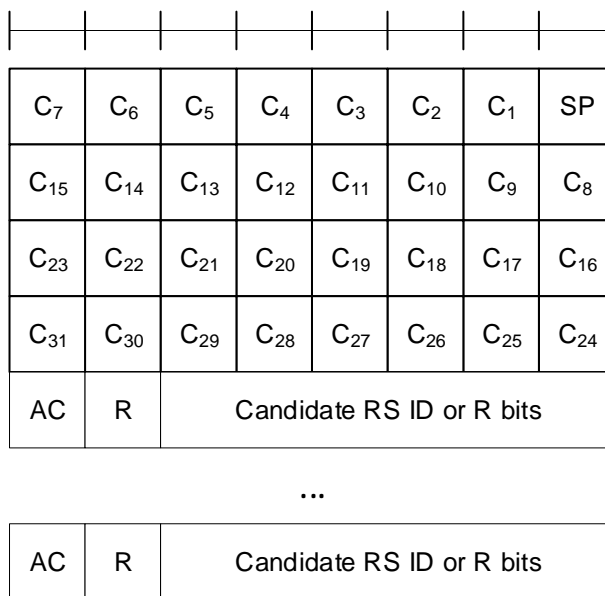 C₇ C₆ C₅ C₄ C₃ C₂ C₁ SP
C₁₅ C₁₄ C₁₃ C₁₂ C₁₁ C₁₀ C₉ C₈
C₂₃ C₂₂ C₂₁ C₂₀ C₁₉ C₁₈ C₁₇ C₁₆
C₃₁ C₃₀ C₂₉ C₂₈ C₂₇ C₂₆ C₂₅ C₂₄
AC R Candidate RS ID or R bits
...
AC R Candidate RS ID or R bits